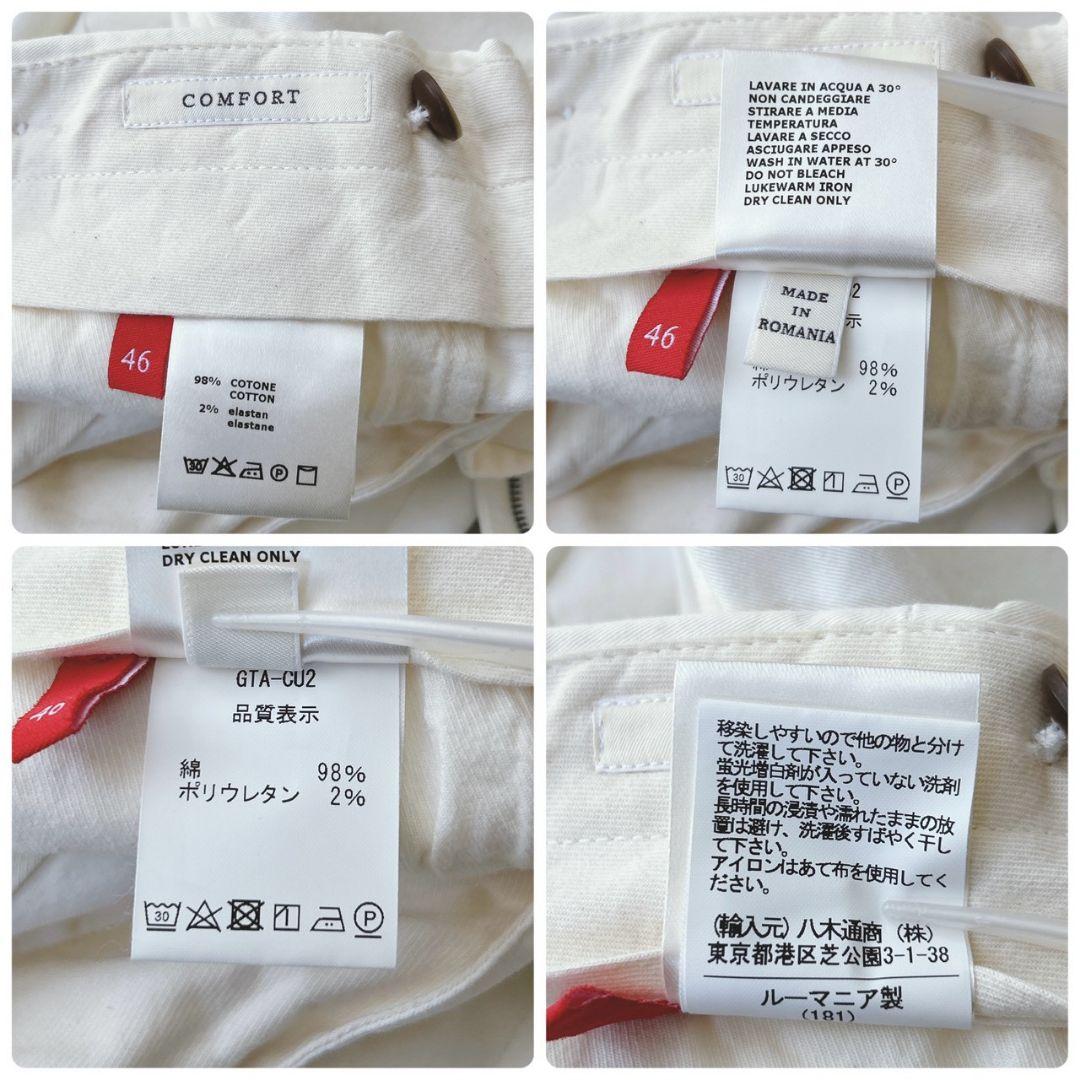 COMFORT
46
98% COTONE
COTTON
2% elastan
elastane
30
P
LAVARE IN ACQUA A 30°
NON CANDEGGIARE
STIRARE A MEDIA
TEMPERATURA
LAVARE A SECCO
ASCIUGARE APPESO
WASH IN WATER AT 30°
DO NOT BLEACH
LUKEWARM IRON
DRY CLEAN ONLY
46
MADE
IN
ROMANIA
2
示
98%
ポリウレタン 2%
30
P
DRY CLEAN ONLY
GTA-CU2
品質表示
綿 98%
ポリウレタン 2%
30
P
移染しやすいので他の物と分け
て洗濯して下さい。
蛍光増白剤が入っていない洗剤
を使用して下さい。
長時間の浸漬や濡れたままの放
置は避け、洗濯後すばやく干し
て下さい。
アイロンはあて布を使用してく
ださい。
(輸入元) 八木通商 (株)
東京都港区芝公園3-1-38
ルーマニア製
(181)